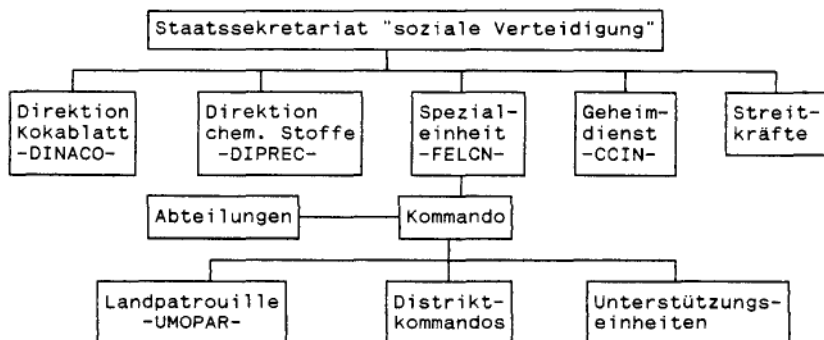 Staatssekretariat "soziale Verteidigung"
Direktion
Kokablatt
-DINACO-
Direktion
chem. Stoffe
-DIPREC-
Spezial-
einheit
-FELCN-
Geheim-
dienst
-CCIN-
Streit-
kräfte
Abteilungen
Kommando
Landpatrouille
-UMOPAR-
Distrikt-
kommandos
Unterstützungs-
einheiten